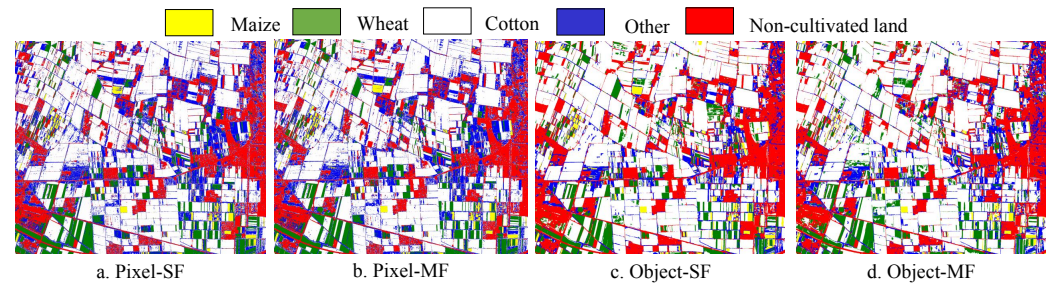 Maize Wheat Cotton Other Non-cultivated land
a. Pixel-SF b. Pixel-MF c. Object-SF d. Object-MF